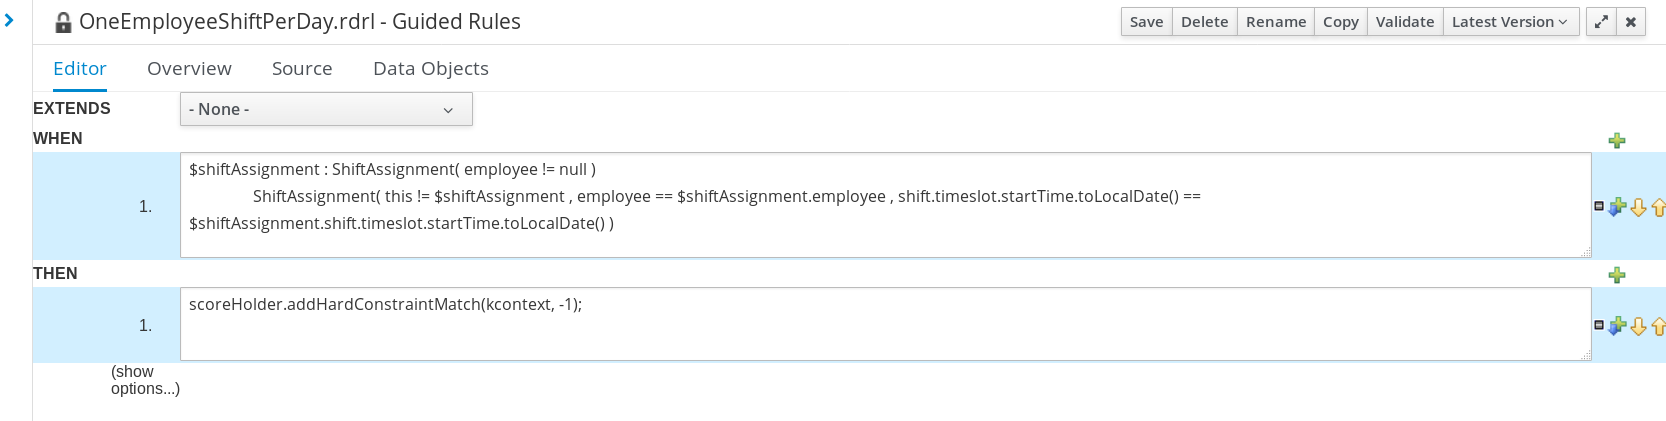 OneEmployeeShiftPerDay.rdrl - Guided Rules
Save Delete Rename Copy Validate Latest Version
Editor Overview Source Data Objects
EXTENDS - None -
WHEN
1.
$shiftAssignment : ShiftAssignment( employee != null )
ShiftAssignment( this != $shiftAssignment , employee == $shiftAssignment.employee , shift.timeslot.startTime.toLocalDate() ==
$shiftAssignment.shift.timeslot.startTime.toLocalDate() )
THEN
1.
scoreHolder.addHardConstraintMatch(kcontext, -1);
(show
options...)